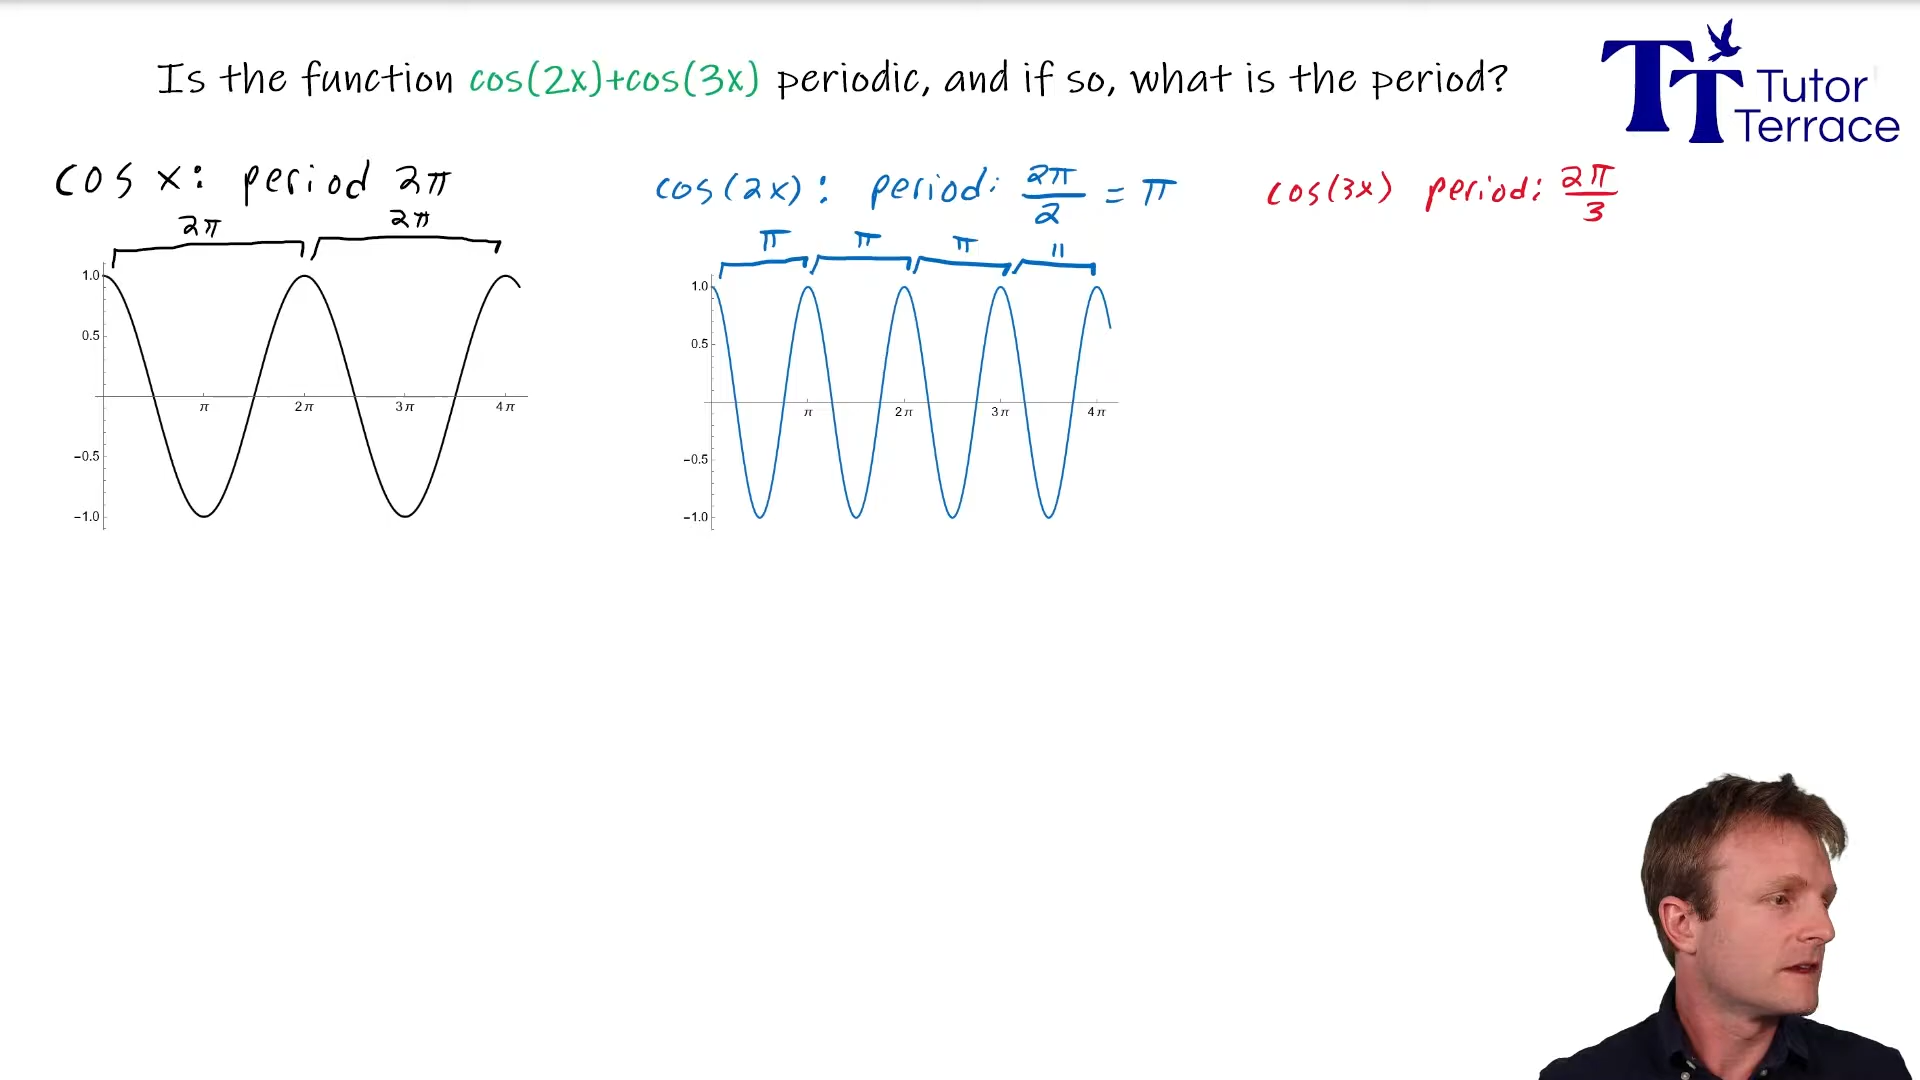 Is the function cos(2x)+cos(3x) periodic, and if so, what is the period?
Tutor
Terrace
cos x: period 2π
2π 2π
1.0
0.5
-0.5
-1.0
π 2π 3π 4π
cos(2x): period: 2π/2 = π
π π π π
1.0
0.5
-0.5
-1.0
π 2π 3π 4π
cos(3x) period: 2π/3